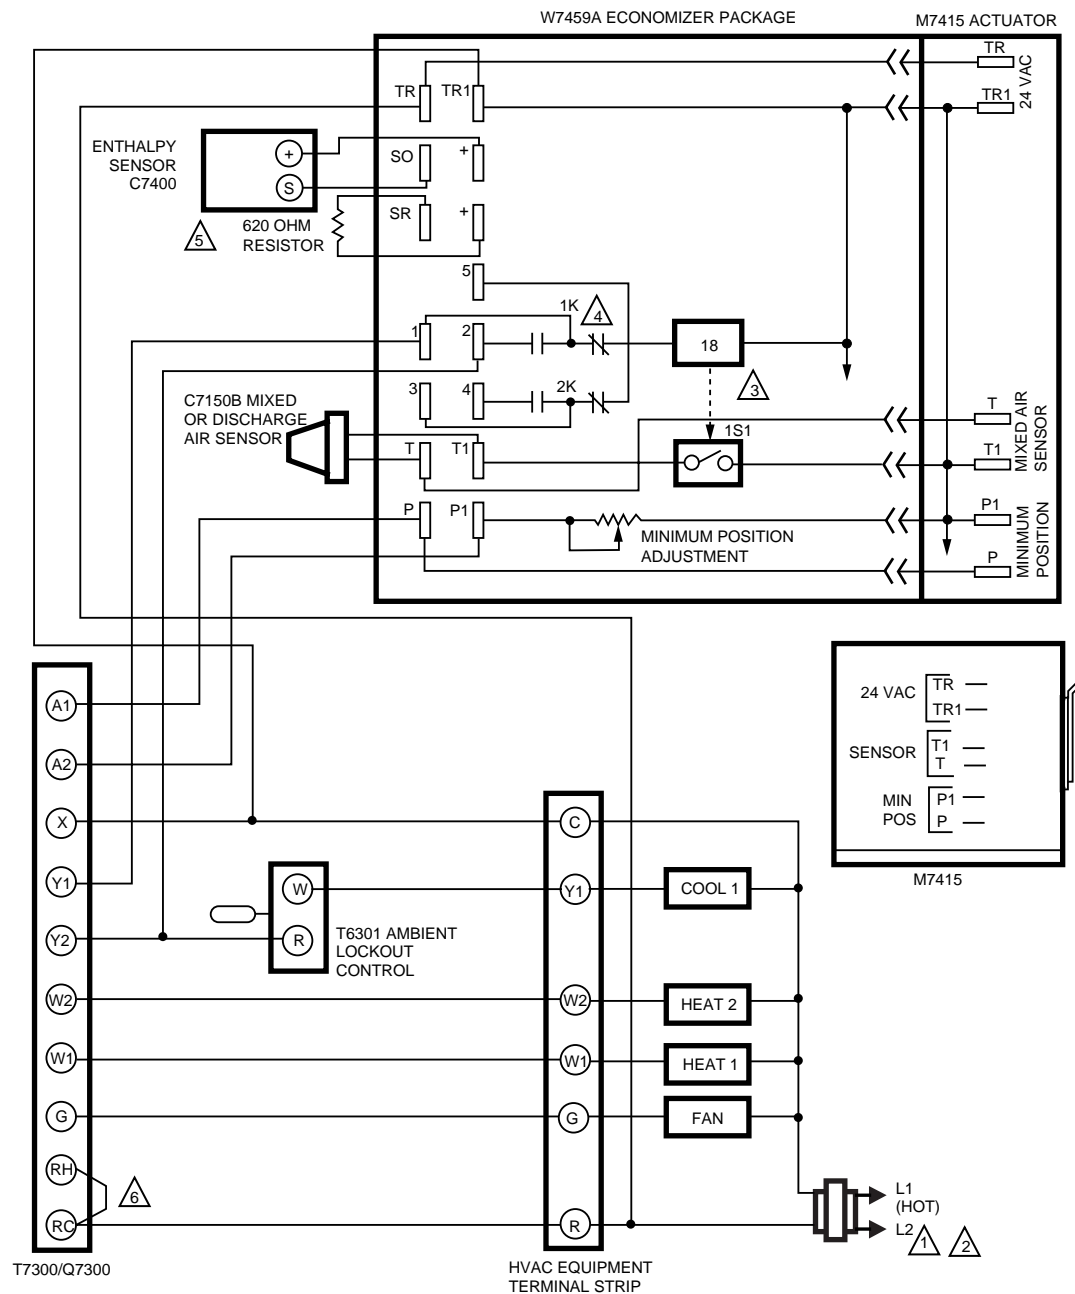 W7459A ECONOMIZER PACKAGE
M7415 ACTUATOR
TR
TR1
24 VAC
TR
TR1
ENTHALPY
SENSOR
C7400
+
S
SO
+
SR
+
5
620 OHM
RESISTOR
5
1K
4
1
2
18
3
C7150B MIXED
OR DISCHARGE
AIR SENSOR
3
4
2K
T
T1
1S1
T
T1
MIXED AIR
SENSOR
P
P1
MINIMUM POSITION
ADJUSTMENT
P1
P
MINIMUM
POSITION
A1
A2
X
Y1
Y2
W2
W1
G
RH
RC
6
T7300/Q7300
W
R
T6301 AMBIENT
LOCKOUT
CONTROL
C
Y1
W2
W1
G
R
HVAC EQUIPMENT
TERMINAL STRIP
COOL 1
HEAT 2
HEAT 1
FAN
L1
(HOT)
L2
1
2
24 VAC
TR
TR1
SENSOR
T1
T
MIN
POS
P1
P
M7415